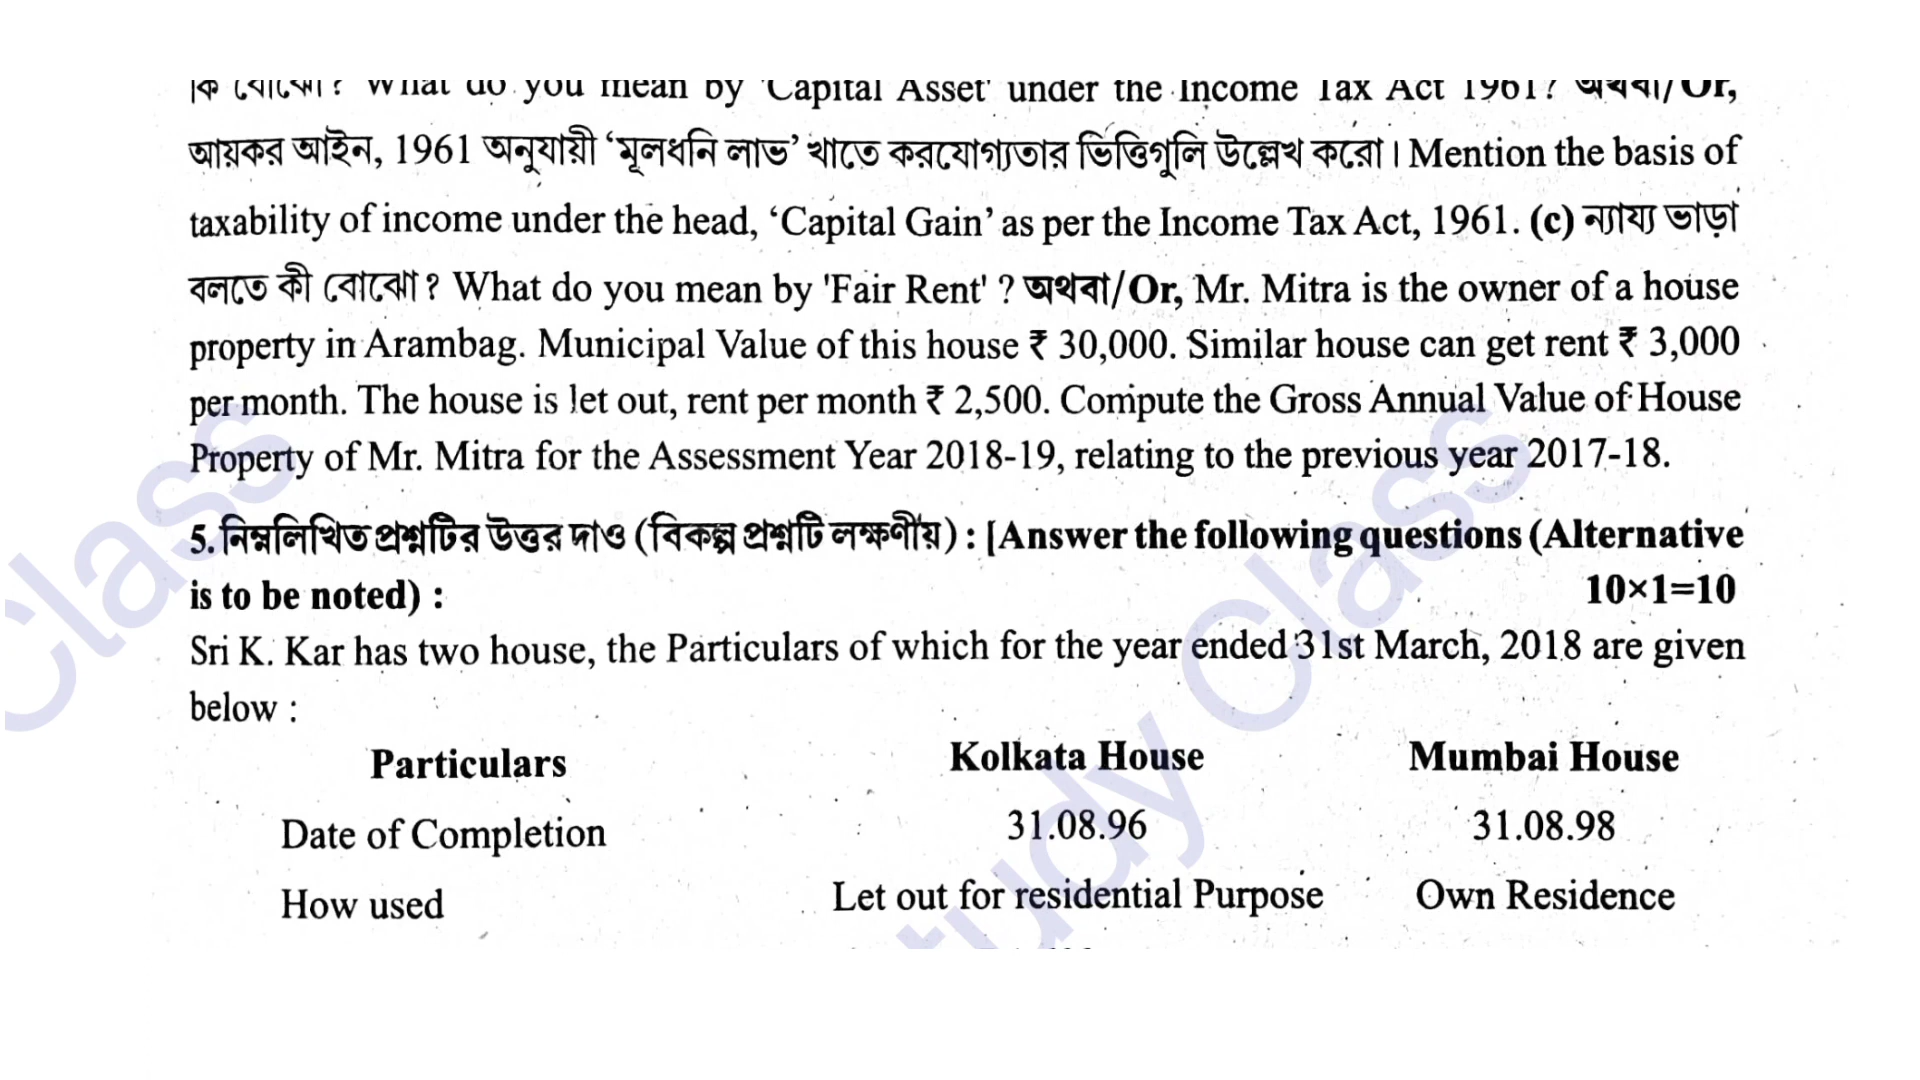 কি বোঝো? What do you mean by 'Capital Asset' under the Income Tax Act 1961? অথবা/Or,
আয়কর আইন, 1961 অনুযায়ী ‘মূলধনি লাভ’ খাতে করযোগ্যতার ভিত্তিগুলি উল্লেখ করো। Mention the basis of
taxability of income under the head, ‘Capital Gain’ as per the Income Tax Act, 1961. (c) ন্যায্য ভাড়া
বলতে কী বোঝো? What do you mean by 'Fair Rent' ? অথবা/Or, Mr. Mitra is the owner of a house
property in Arambag. Municipal Value of this house ₹ 30,000. Similar house can get rent ₹ 3,000
per month. The house is let out, rent per month ₹ 2,500. Compute the Gross Annual Value of House
Property of Mr. Mitra for the Assessment Year 2018-19, relating to the previous year 2017-18.
5. নিম্নলিখিত প্রশ্নটির উত্তর দাও (বিকল্প প্রশ্নটি লক্ষণীয়) : [Answer the following questions (Alternative
is to be noted) : 10×1=10
Sri K. Kar has two house, the Particulars of which for the year ended 31st March, 2018 are given
below :
Particulars Kolkata House Mumbai House
Date of Completion 31.08.96 31.08.98
How used Let out for residential Purpose Own Residence
Class
tudy Class